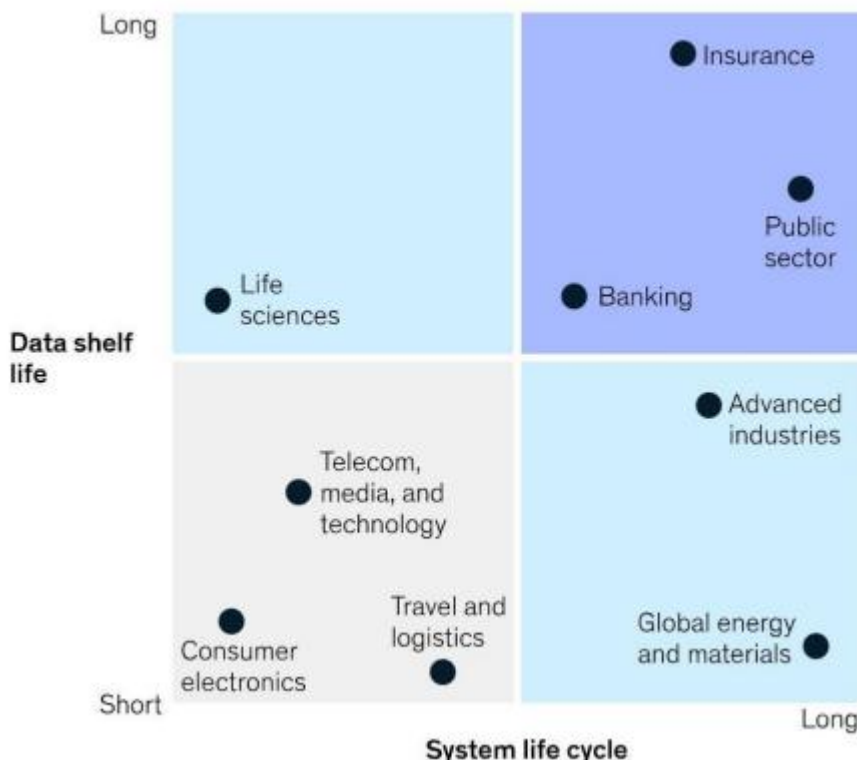 Long
Insurance
Public
sector
Life
sciences
Banking
Data shelf
life
Advanced
industries
Telecom,
media, and
technology
Travel and
logistics
Consumer
electronics
Global energy
and materials
Short
Long
System life cycle